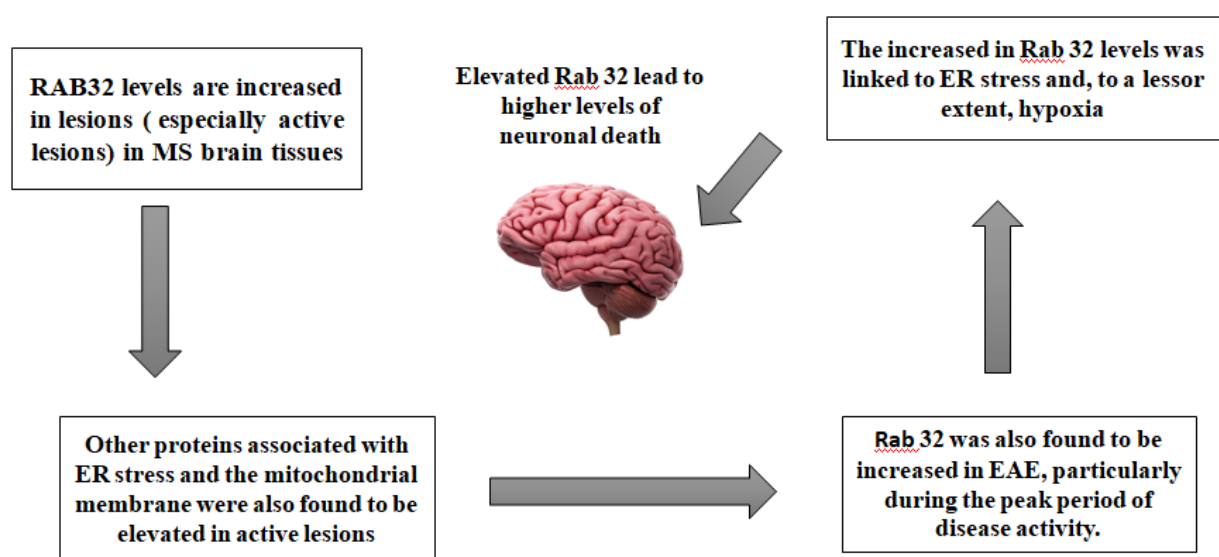 RAB32 levels are increased
in lesions ( especially active
lesions) in MS brain tissues
Other proteins associated with
ER stress and the mitochondrial
membrane were also found to be
elevated in active lesions
Rab 32 was also found to be
increased in EAE, particularly
during the peak period of
disease activity.
The increased in Rab 32 levels was
linked to ER stress and, to a lessor
extent, hypoxia
Elevated Rab 32 lead to
higher levels of
neuronal death